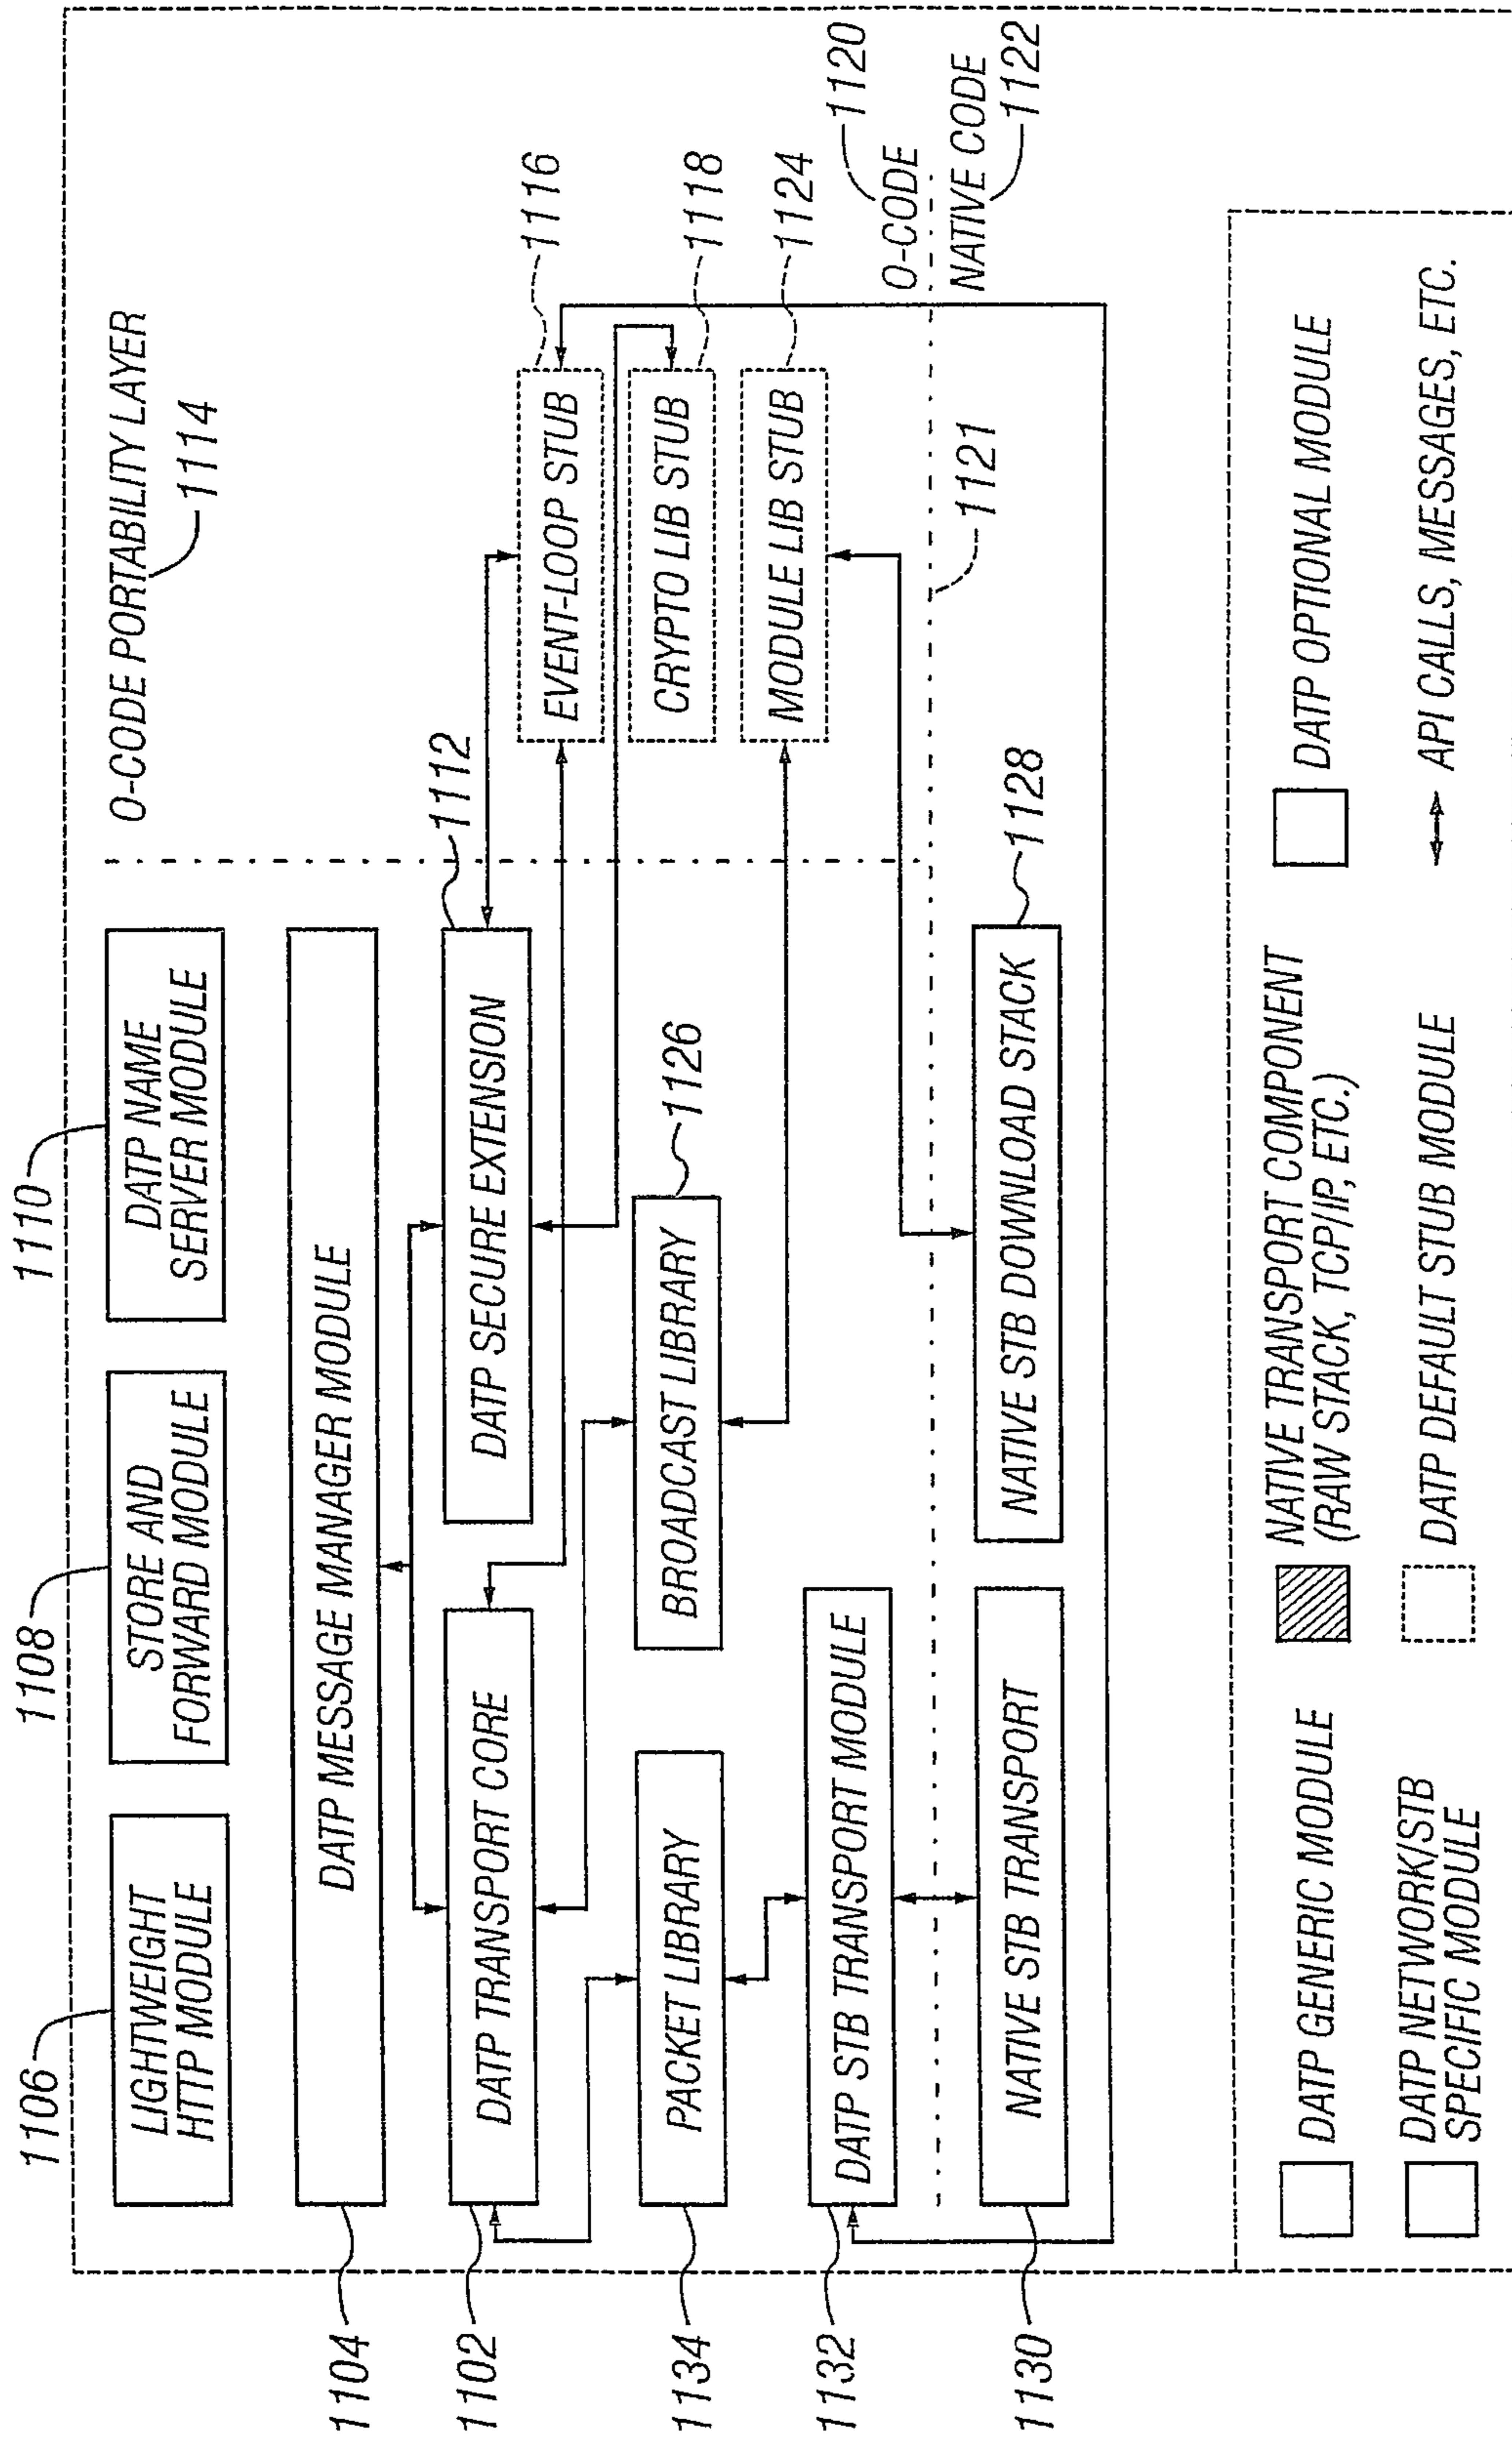 1106
1108
1110
LIGHTWEIGHT
HTTP MODULE
STORE AND
FORWARD MODULE
DATP NAME
SERVER MODULE
O-CODE PORTABILITY LAYER
1114
1104
DATP MESSAGE MANAGER MODULE
1112
1102
DATP TRANSPORT CORE
DATP SECURE EXTENSION
EVENT-LOOP STUB
1116
1126
1134
PACKET LIBRARY
BROADCAST LIBRARY
CRYPTO LIB STUB
1118
MODULE LIB STUB
1124
1132
DATP STB TRANSPORT MODULE
1120
O-CODE
1121
NATIVE CODE
1122
1130
NATIVE STB TRANSPORT
NATIVE STB DOWNLOAD STACK
1128
DATP GENERIC MODULE
NATIVE TRANSPORT COMPONENT
(RAW STACK, TCP/IP, ETC.)
DATP OPTIONAL MODULE
DATP NETWORK/STB
SPECIFIC MODULE
DATP DEFAULT STUB MODULE
API CALLS, MESSAGES, ETC.